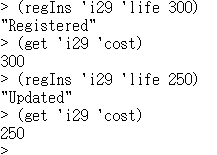 > (regIns 'i29 'life 300)
"Registered"
> (get 'i29 'cost)
300
> (regIns 'i29 'life 250)
"Updated"
> (get 'i29 'cost)
250
>